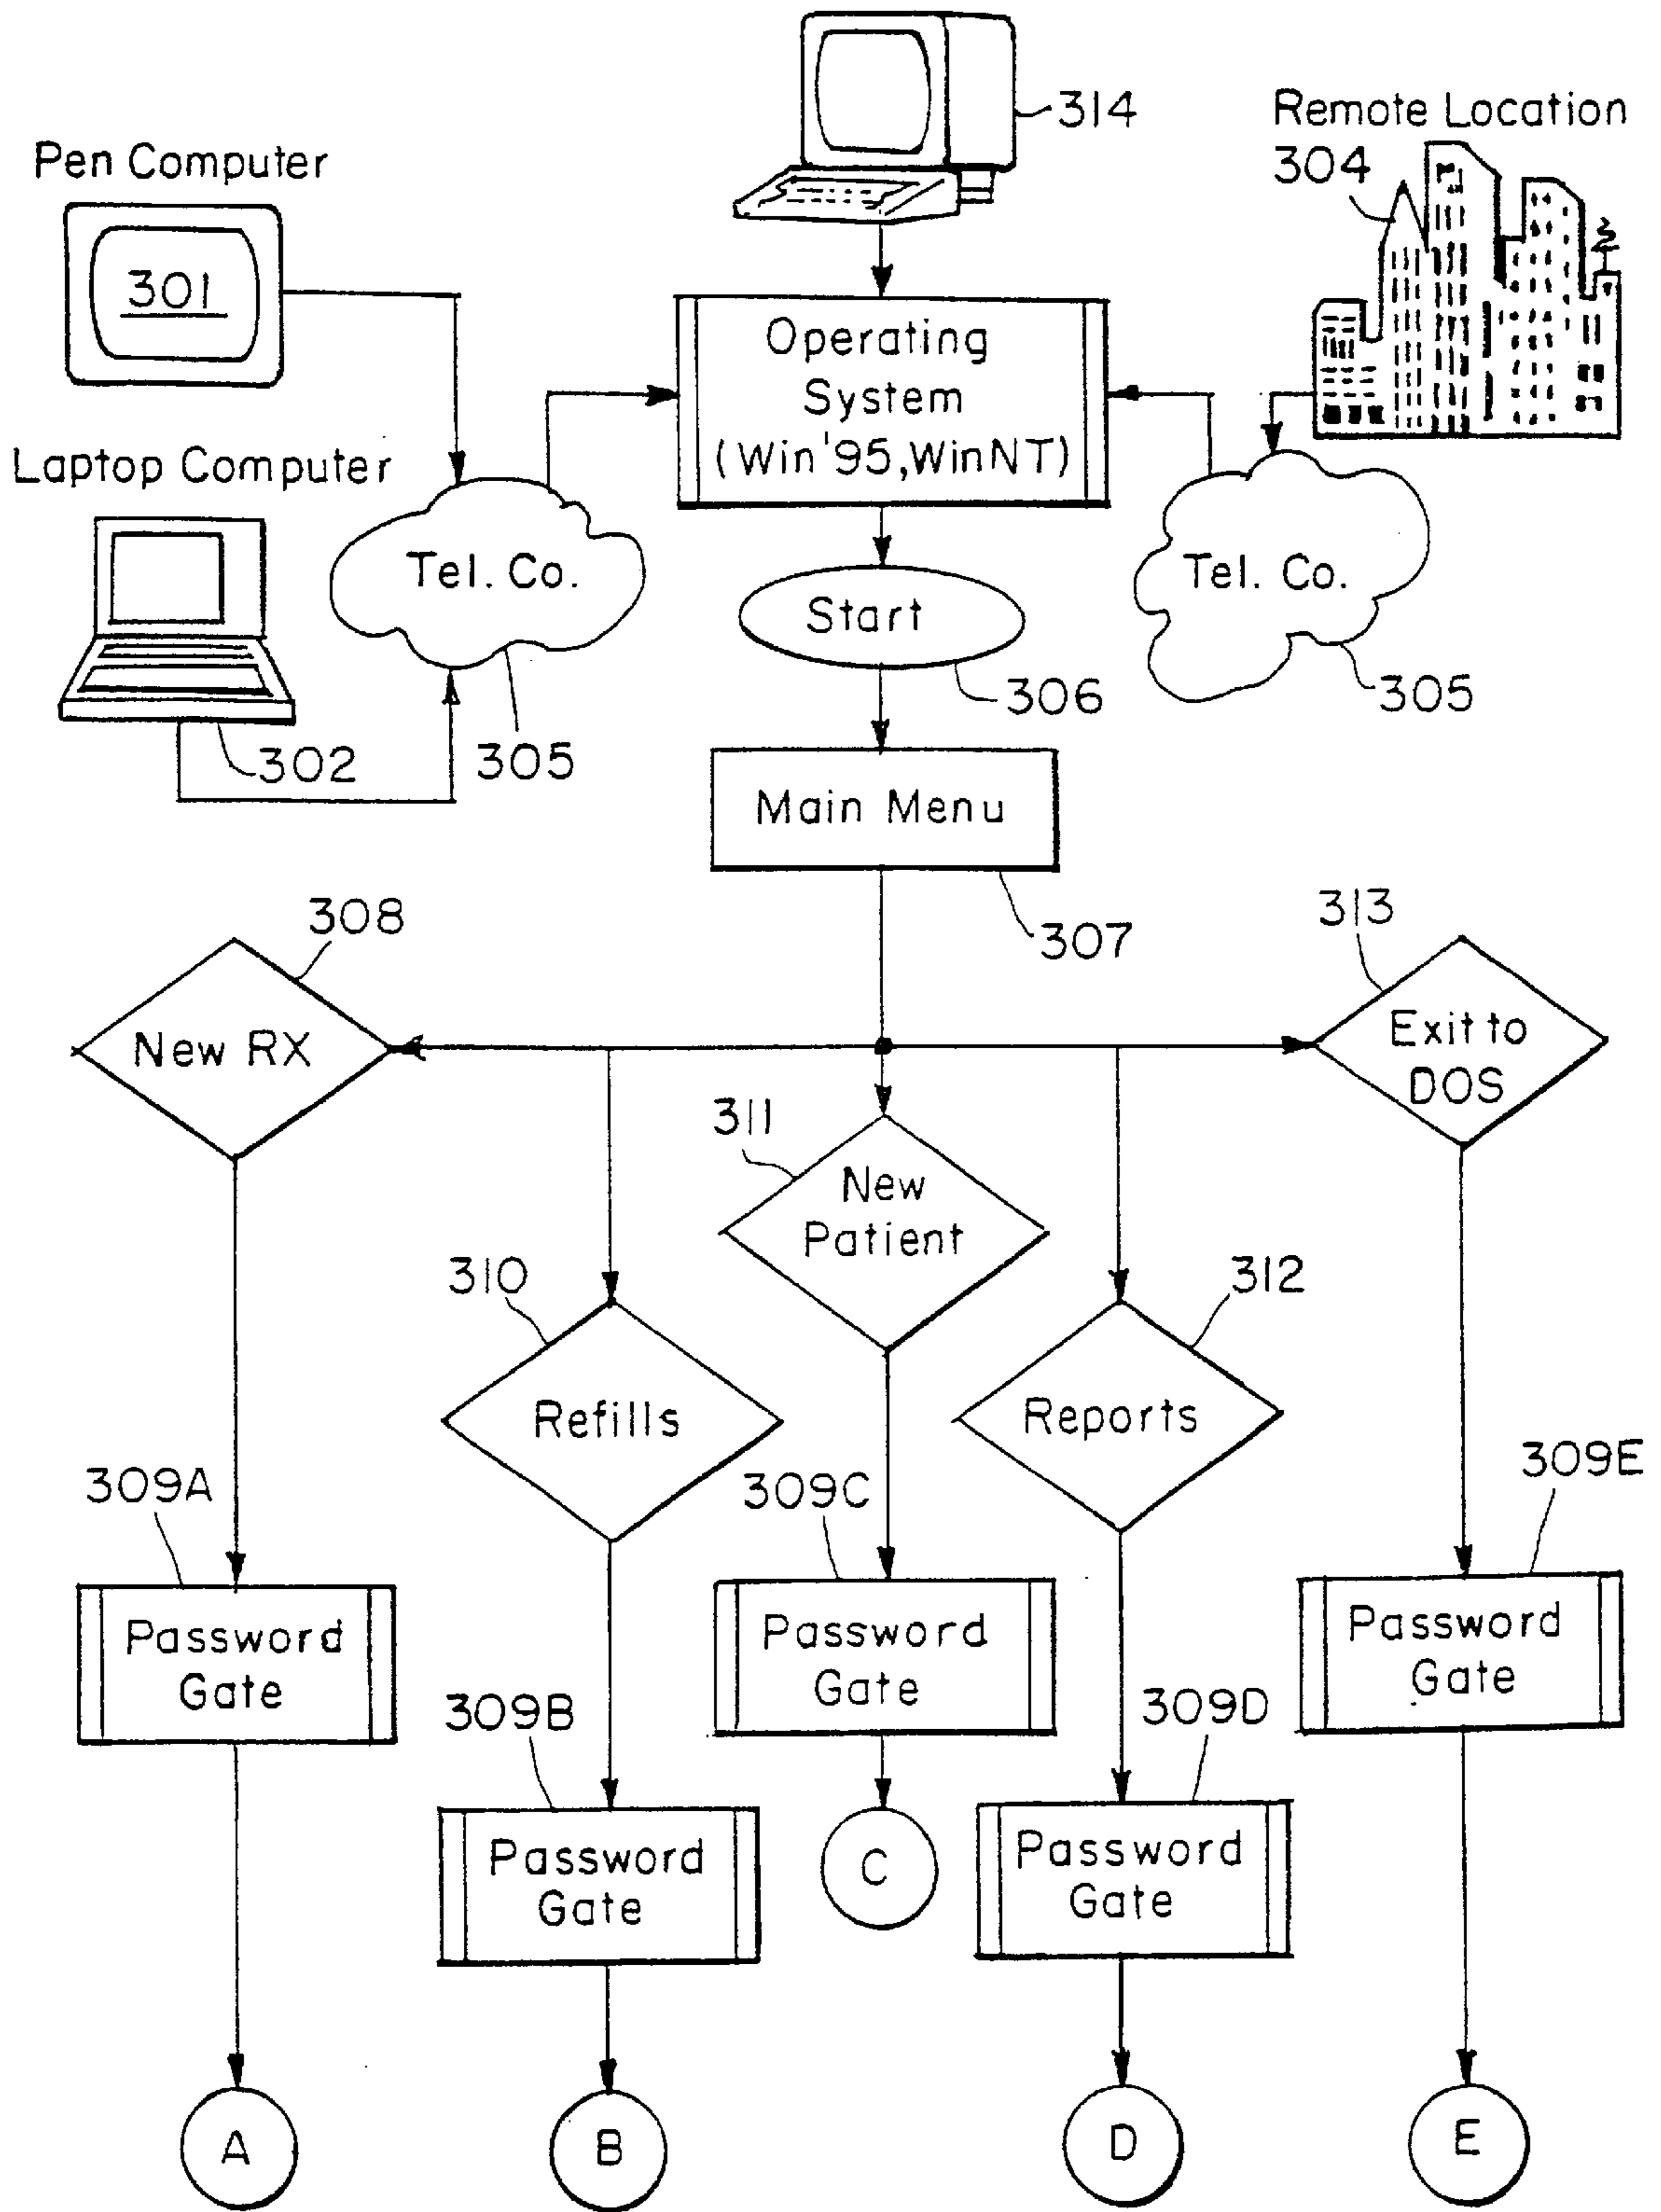 314
Remote Location
304
Pen Computer
301
Operating
System
(Win'95,WinNT)
Laptop Computer
Tel. Co.
Tel. Co.
Start
306
305
302
305
Main Menu
307
308
313
New RX
Exit to
DOS
311
New
Patient
310
312
Refills
Reports
309A
309C
309E
Password
Gate
Password
Gate
Password
Gate
309B
309D
Password
Gate
C
Password
Gate
A
B
D
E